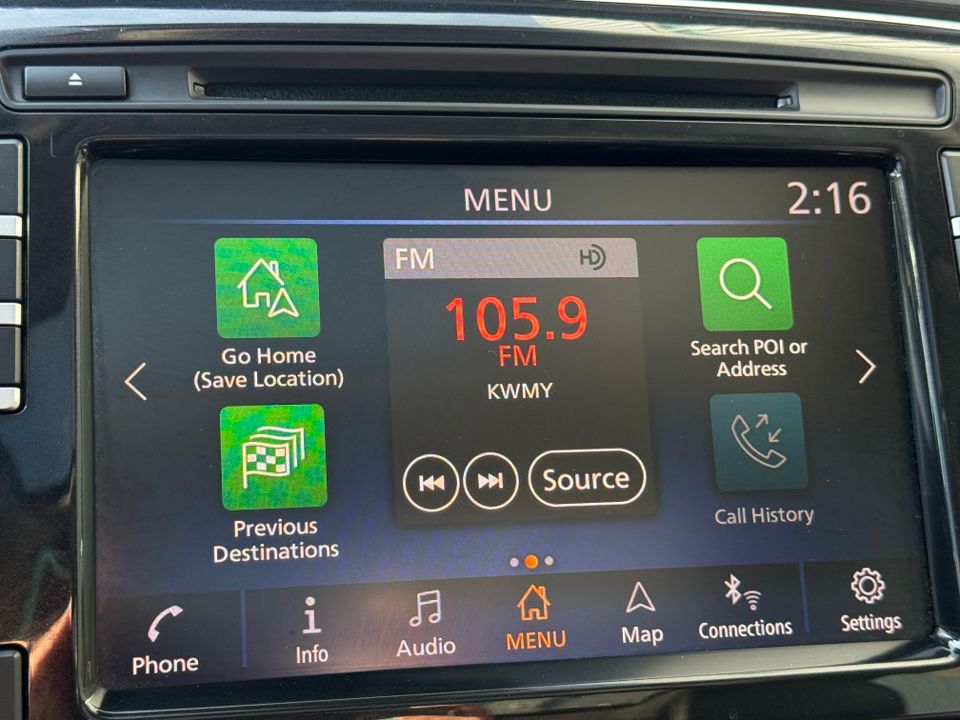 MENU
2:16
FM HD
105.9
FM
KWMY
Source
Go Home
(Save Location)
Previous
Destinations
Search POI or
Address
Call History
Phone
Info
Audio
MENU
Map
Connections
Settings